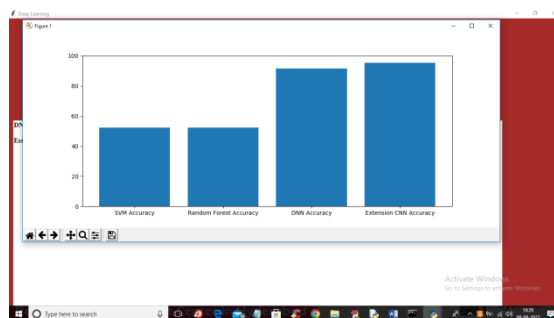 Deep Learning
Figure 1
100
80
60
40
20
0
SVM Accuracy Random Forest Accuracy DNN Accuracy Extension CNN Accuracy
DN
Ex
Activate Windows
Go to Settings to activate Windows.
Type here to search
14:26